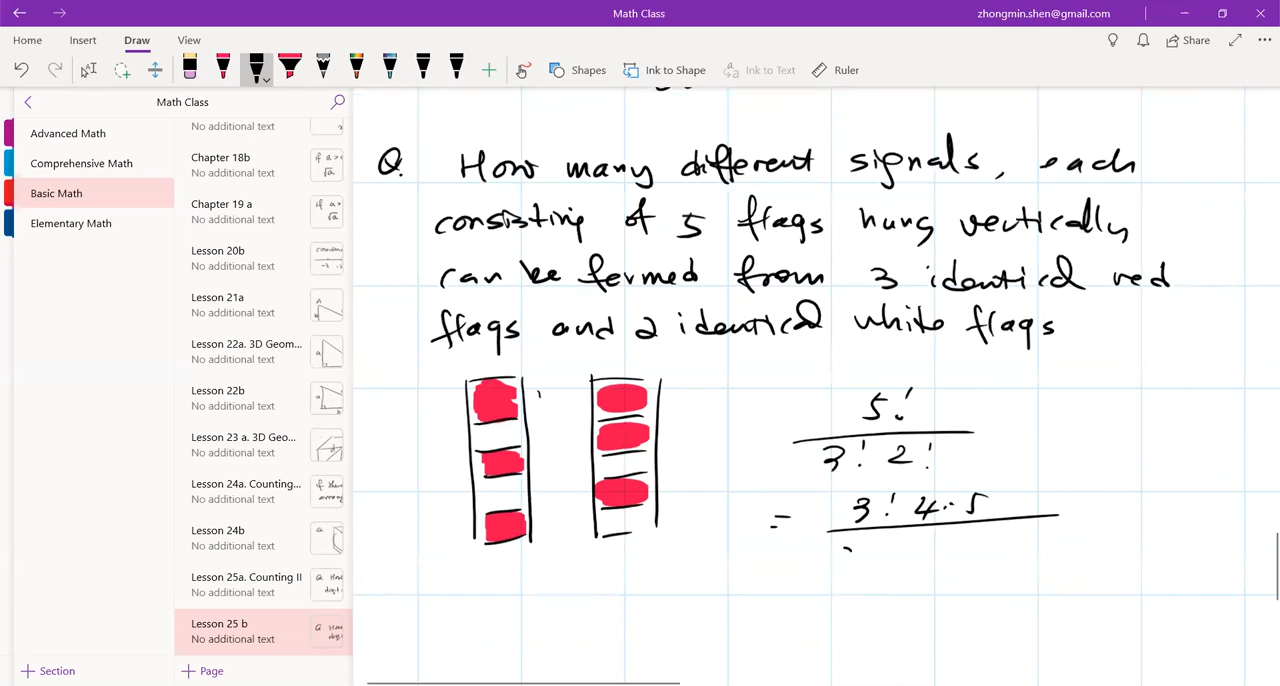 Math Class
zhongmin.shen@gmail.com
Home
Insert
Draw
View
Share
Shapes
Ink to Shape
Ink to Text
Ruler
Math Class
Advanced Math
Comprehensive Math
Basic Math
Elementary Math
No additional text
Chapter 18b
No additional text
Chapter 19 a
No additional text
Lesson 20b
No additional text
Lesson 21a
No additional text
Lesson 22a. 3D Geom...
No additional text
Lesson 22b
No additional text
Lesson 23 a. 3D Geo...
No additional text
Lesson 24a. Counting...
No additional text
Lesson 24b
No additional text
Lesson 25a. Counting II
No additional text
Lesson 25 b
No additional text
+ Section
+ Page
Q. How many different signals, each
consisting of 5 flags hung vertically
can be formed from 3 identical red
flags and 2 identical white flags
5!
3! 2!
= 3! 4·5